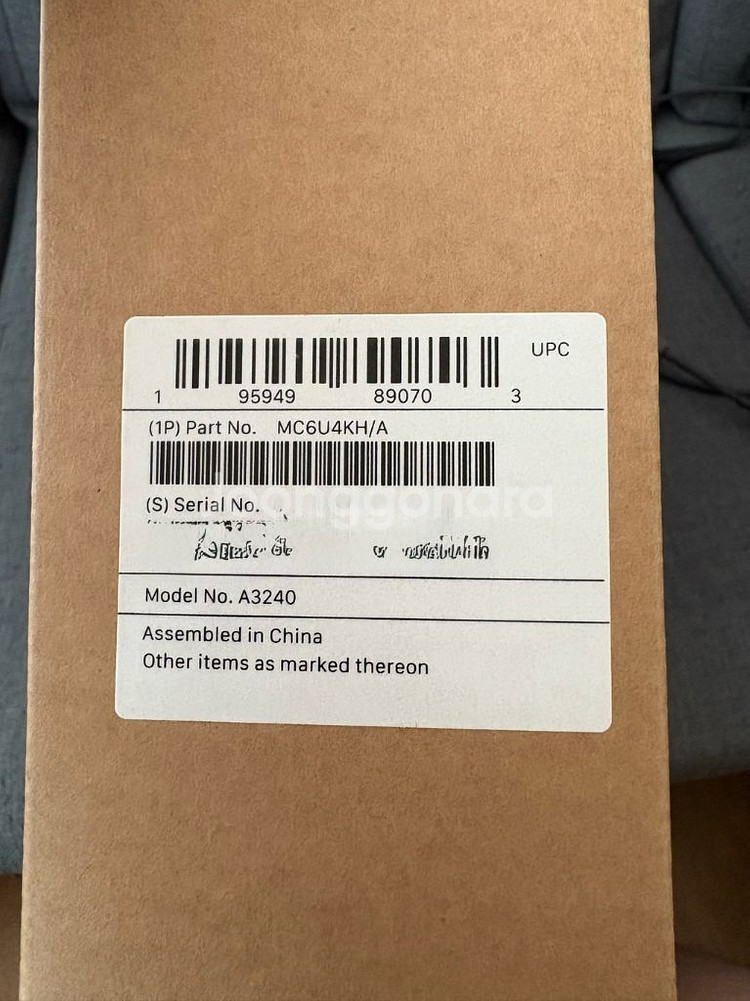 UPC
1 95949 89070 3
(1P) Part No. MC6U4KH/A
(S) Serial No.
joonggonara
Model No. A3240
Assembled in China
Other items as marked thereon